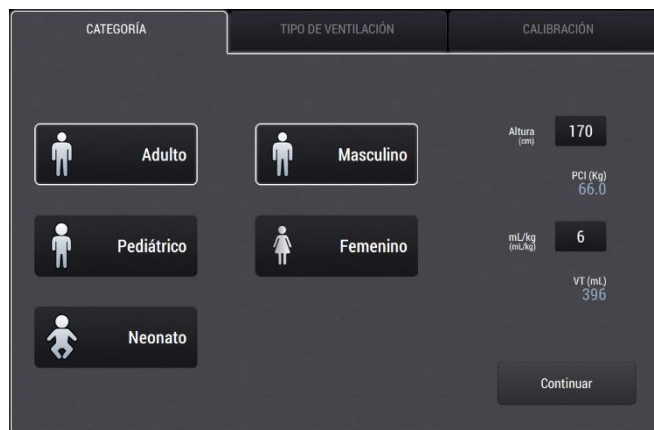 CATEGORÍA
TIPO DE VENTILACIÓN
CALIBRACIÓN
Adulto
Masculino
Altura
(cm)
170
PCI (Kg)
66.0
Pediátrico
Femenino
mL/kg
(mL/kg)
6
VT (mL)
396
Neonato
Continuar